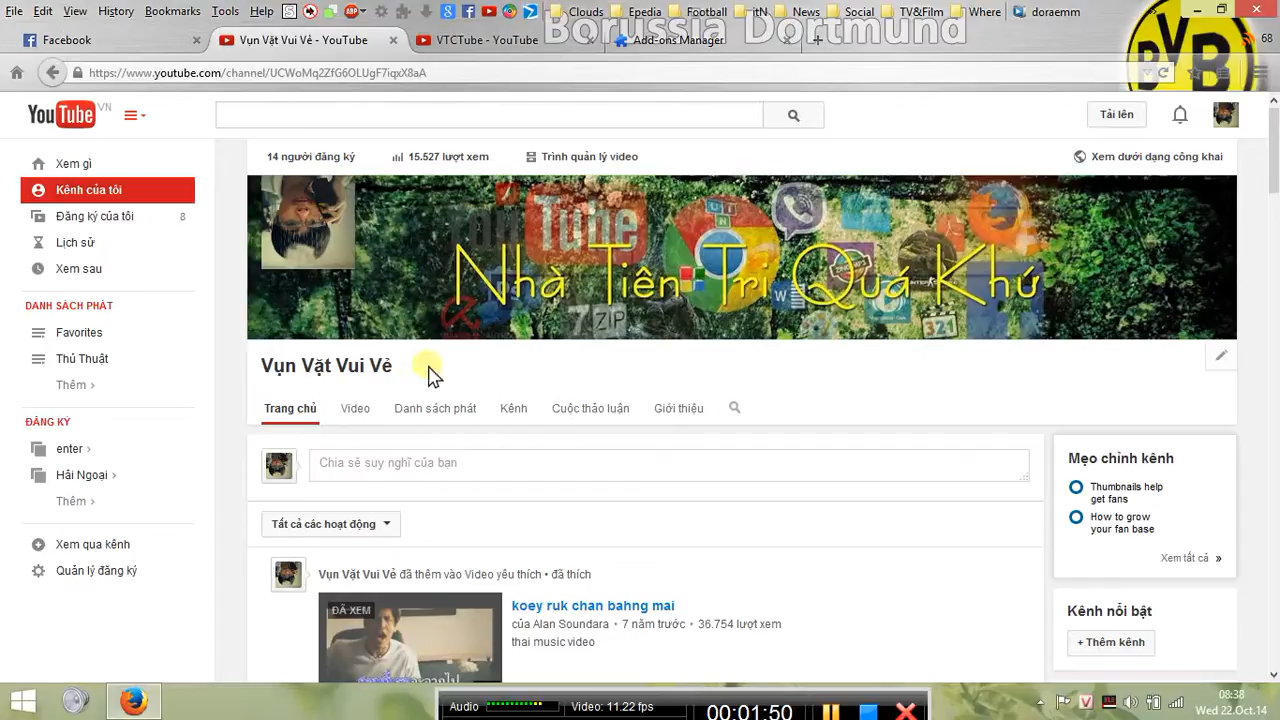 File Edit View History Bookmarks Tools Help Clouds Epedia Football itN News Social TV&Film Where doraemm
Borussia Dortmund
Facebook Vụn Vặt Vui Vẻ - YouTube VTCTube - YouTube Add-ons Manager 68
https://www.youtube.com/channel/UCWoMq2ZfG6OLUgF7iqxX8aA
BVB
YouTube VN Tải lên
14 người đăng ký 15.527 lượt xem Trình quản lý video Xem dưới dạng công khai
Xem gì
Kênh của tôi
Đăng ký của tôi 8
Lịch sử
Xem sau
DANH SÁCH PHÁT
Favorites
Thủ Thuật
Thêm ›
ĐĂNG KÝ
enter ›
Hải Ngoại ›
Thêm ›
Xem qua kênh
Quản lý đăng ký
YouTube
Nhà Tiên Tri Quá Khứ
7 ZIP
W
321
Vụn Vặt Vui Vẻ
Trang chủ Video Danh sách phát Kênh Cuộc thảo luận Giới thiệu
Chia sẻ suy nghĩ của bạn
Tất cả các hoạt động
Vụn Vặt Vui Vẻ đã thêm vào Video yêu thích • đã thích
ĐÃ XEM
koey ruk chan bahng mai
của Alan Soundara • 7 năm trước • 36.754 lượt xem
thai music video
Mẹo chỉnh kênh
Thumbnails help
get fans
How to grow
your fan base
Xem tất cả »
Kênh nổi bật
+ Thêm kênh
Audio Video: 11.22 fps 00:01:50
08:38
Wed 22.Oct.14